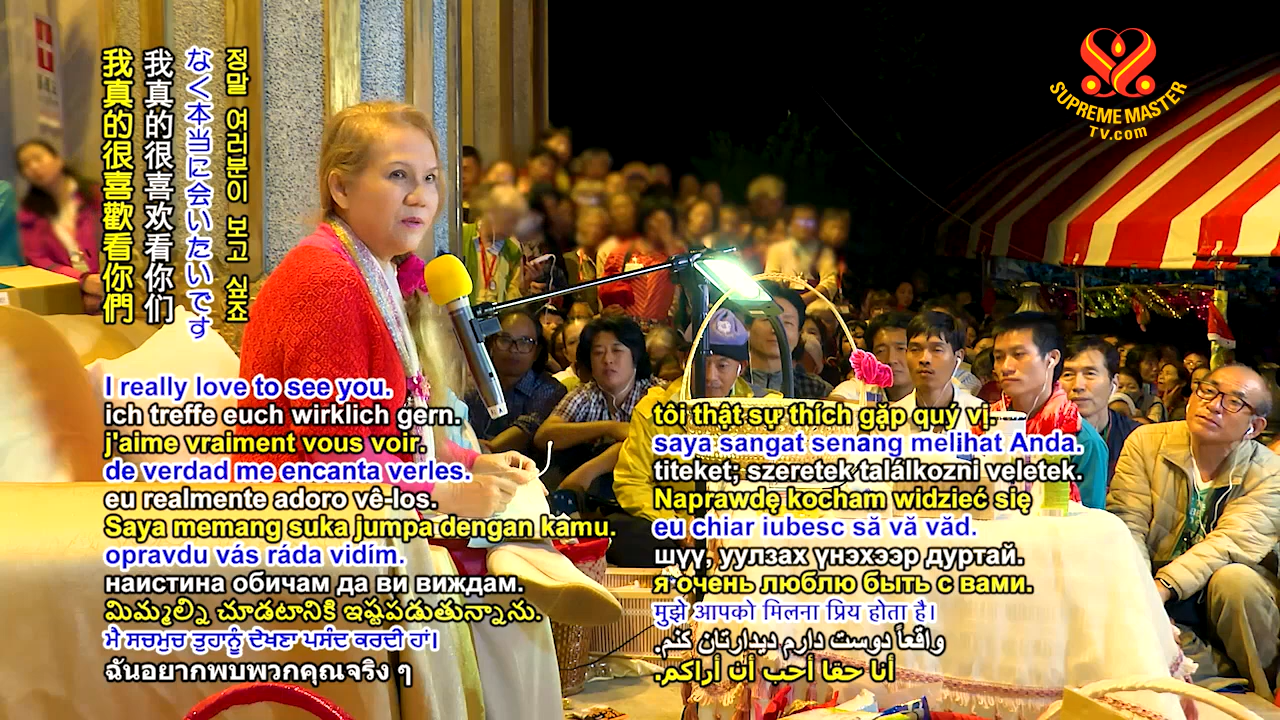 我真的很喜歡看你們
我真的很喜欢看你们
なく本当に会いたいです
정말 여러분이 보고 싶죠
SUPREME MASTER
TV.com
I really love to see you.
ich treffe euch wirklich gern.
j'aime vraiment vous voir.
de verdad me encanta verles.
eu realmente adoro vê-los.
Saya memang suka jumpa dengan kamu.
opravdu vás ráda vidím.
наистина обичам да ви виждам.
మిమ్మల్ని చూడటానికి ఇష్టపడుతున్నాను.
ਮੈ ਸਚਮੁਚ ਤੁਹਾਨੂੰ ਦੇਖਣਾ ਪਸੰਦ ਕਰਦੀ ਹਾਂ।
ฉันอยากพบพวกคุณจริง ๆ
tôi thật sự thích gặp quý vị.
saya sangat senang melihat Anda.
titeket; szeretek találkozni veletek.
Naprawdę kocham widzieć się
eu chiar iubesc să vă văd.
шүү, уулзах үнэхээр дуртай.
я очень люблю быть с вами.
मुझे आपको मिलना प्रिय होता है।
واقعاً دوست دارم دیدارتان کنم.
أنا حقا أحب أن أراكم.